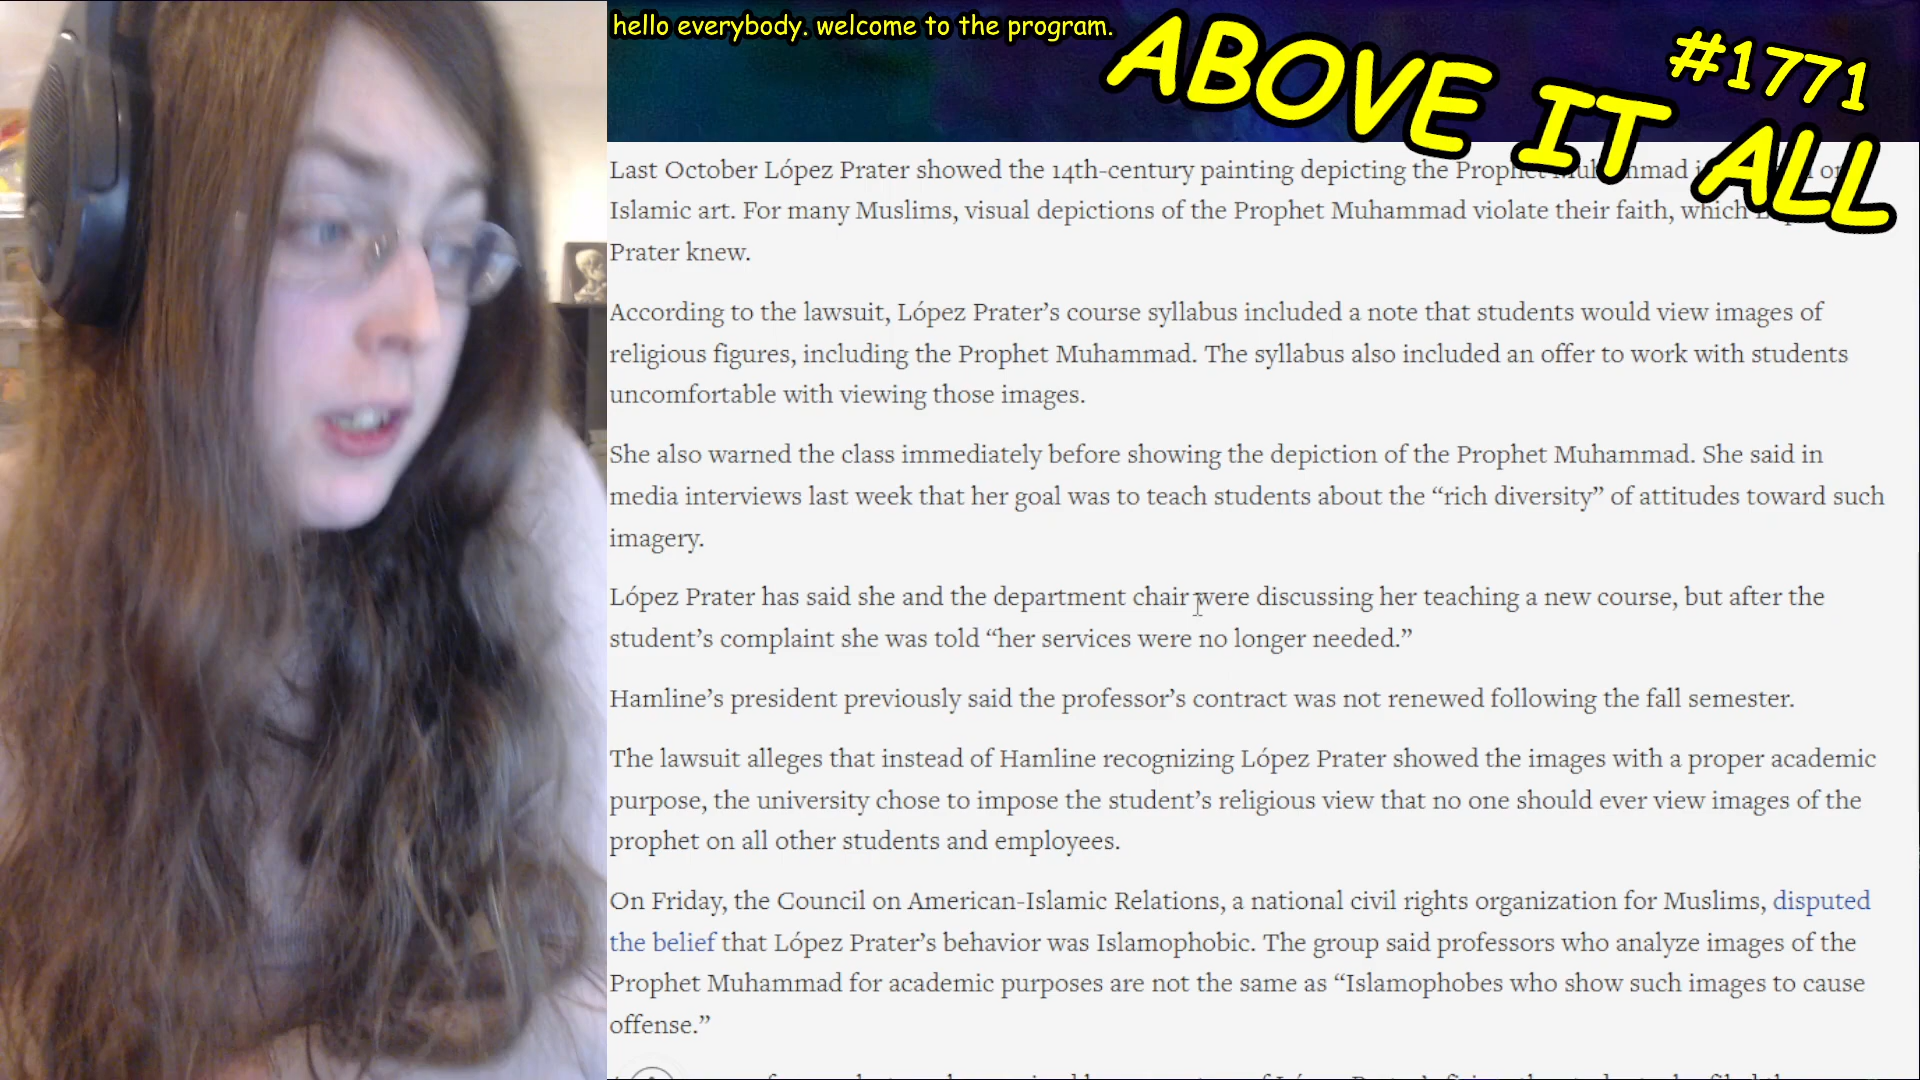 hello everybody. welcome to the program.
#1771
ABOVE IT ALL
Last October López Prater showed the 14th-century painting depicting the Prophet Muhammad
Islamic art. For many Muslims, visual depictions of the Prophet Muhammad violate their faith, which
Prater knew.
According to the lawsuit, López Prater’s course syllabus included a note that students would view images of
religious figures, including the Prophet Muhammad. The syllabus also included an offer to work with students
uncomfortable with viewing those images.
She also warned the class immediately before showing the depiction of the Prophet Muhammad. She said in
media interviews last week that her goal was to teach students about the “rich diversity” of attitudes toward such
imagery.
López Prater has said she and the department chair were discussing her teaching a new course, but after the
student’s complaint she was told “her services were no longer needed.”
Hamline’s president previously said the professor’s contract was not renewed following the fall semester.
The lawsuit alleges that instead of Hamline recognizing López Prater showed the images with a proper academic
purpose, the university chose to impose the student’s religious view that no one should ever view images of the
prophet on all other students and employees.
On Friday, the Council on American-Islamic Relations, a national civil rights organization for Muslims, disputed
the belief that López Prater’s behavior was Islamophobic. The group said professors who analyze images of the
Prophet Muhammad for academic purposes are not the same as “Islamophobes who show such images to cause
offense.”